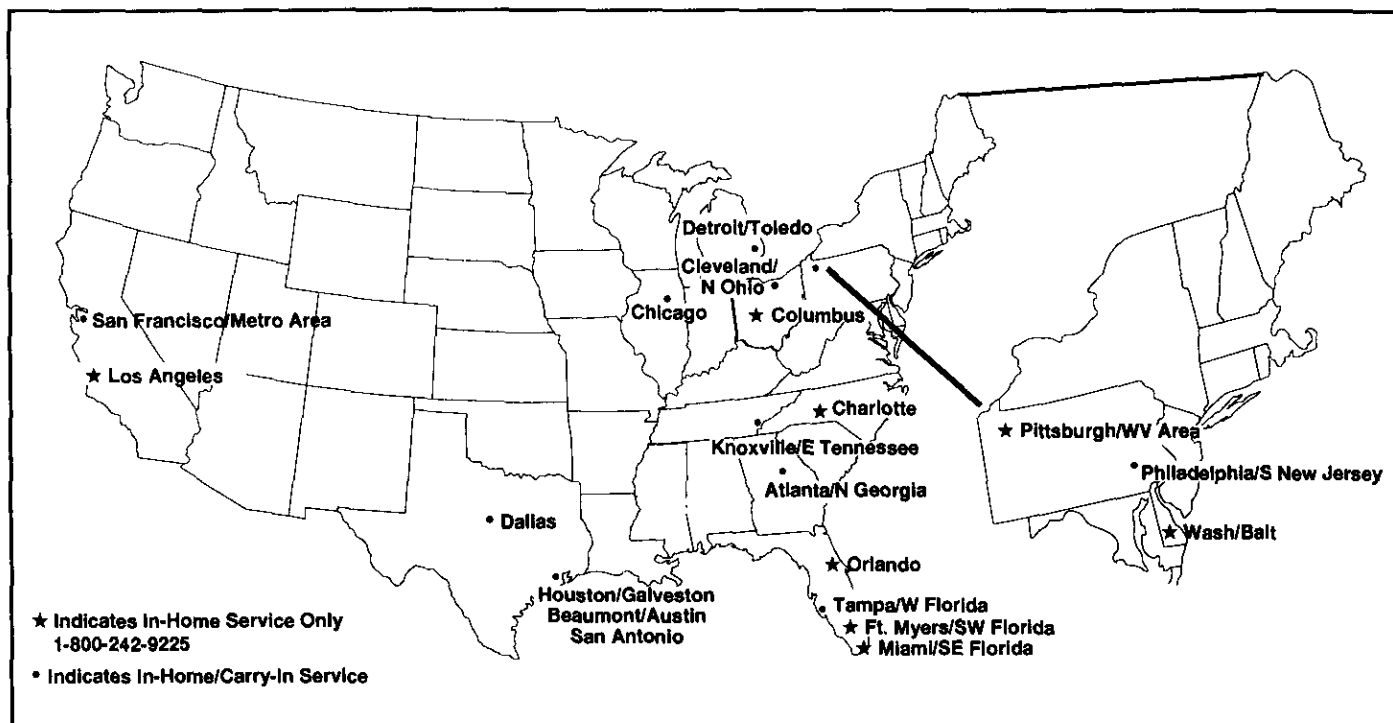 Detroit/Toledo
Cleveland/
N Ohio
Chicago
★ Columbus
San Francisco/Metro Area
★ Los Angeles
★ Charlotte
Knoxville/E Tennessee
Atlanta/N Georgia
★ Pittsburgh/WV Area
Philadelphia/S New Jersey
★ Wash/Balt
• Dallas
Houston/Galveston
Beaumont/Austin
San Antonio
★ Orlando
Tampa/W Florida
★ Ft. Myers/SW Florida
★ Miami/SE Florida
★ Indicates In-Home Service Only
1-800-242-9225
• Indicates In-Home/Carry-In Service